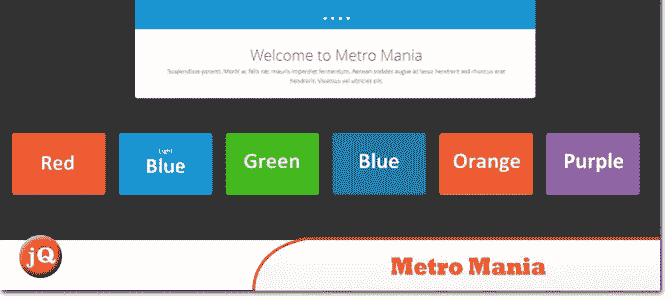 Welcome to Metro Mania
Suspendisse potenti. Morbi ac felis nec mauris imperdiet fermentum. Aenean sodales augue ac lacus hendrerit sed rhoncus erat
hendrerit. Vivamus vel ultricies elit.
Red
Light
Blue
Green
Blue
Orange
Purple
jQ
Metro Mania